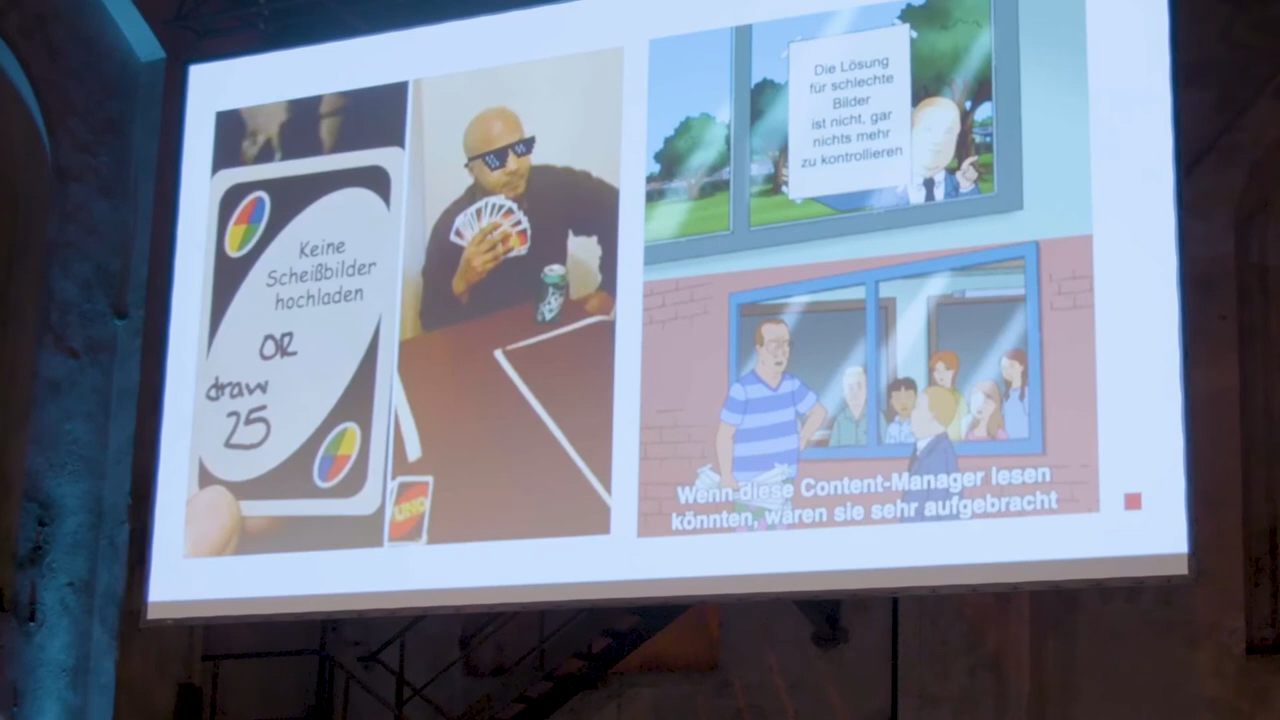 Keine
Scheißbilder
hochladen
OR
draw
25
UNO
Die Lösung
für schlechte
Bilder
ist nicht, gar
nichts mehr
zu kontrollieren
Wenn diese Content-Manager lesen
könnten, wären sie sehr aufgebracht